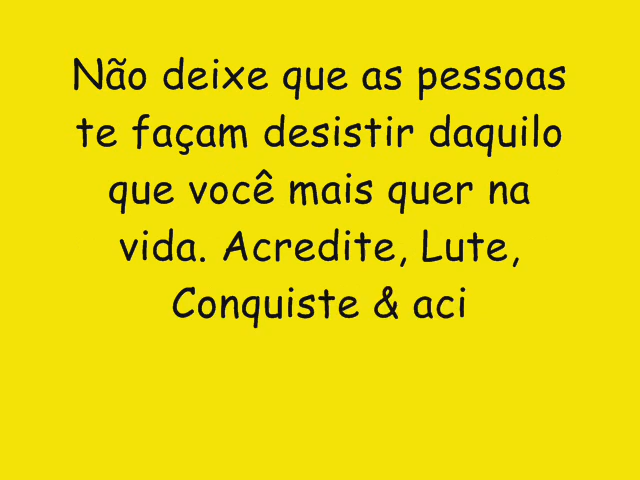 Não deixe que as pessoas
te façam desistir daquilo
que você mais quer na
vida. Acredite, Lute,
Conquiste & aci